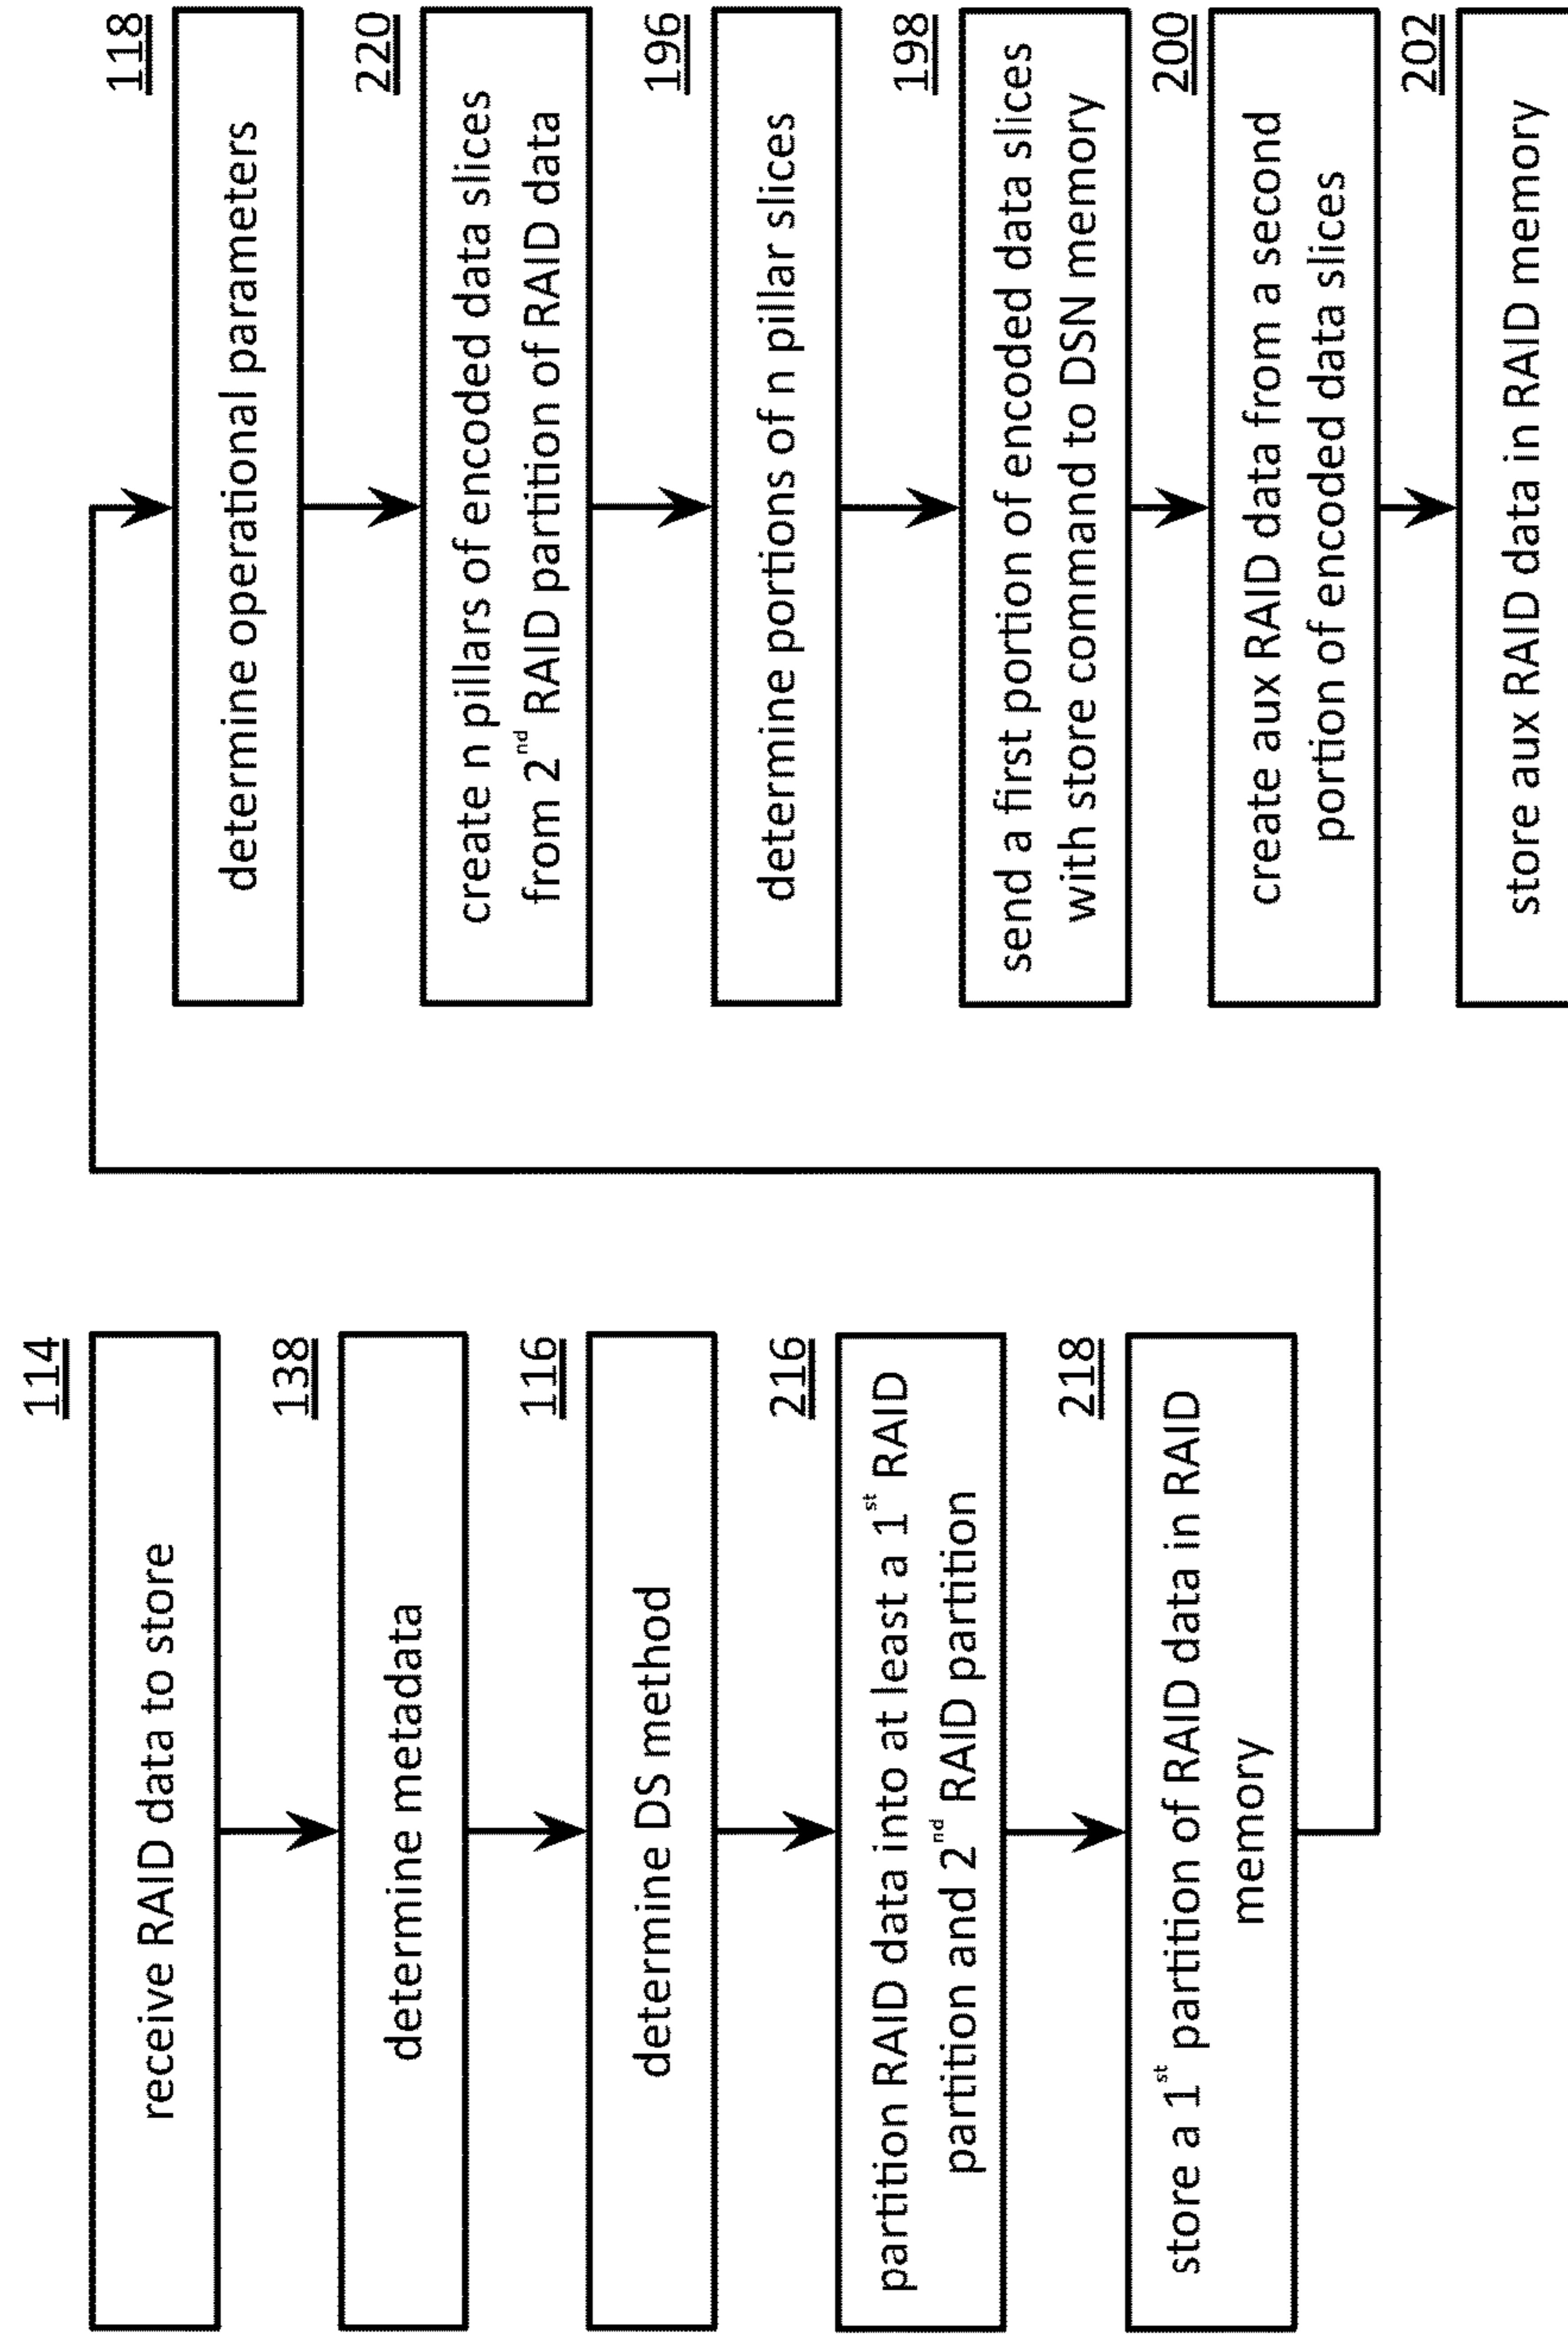 114
receive RAID data to store
138
determine metadata
116
determine DS method
216
partition RAID data into at least a 1st RAID
partition and 2nd RAID partition
218
store a 1st partition of RAID data in RAID
memory
118
determine operational parameters
220
create n pillars of encoded data slices
from 2nd RAID partition of RAID data
196
determine portions of n pillar slices
198
send a first portion of encoded data slices
with store command to DSN memory
200
create aux RAID data from a second
portion of encoded data slices
202
store aux RAID data in RAID memory